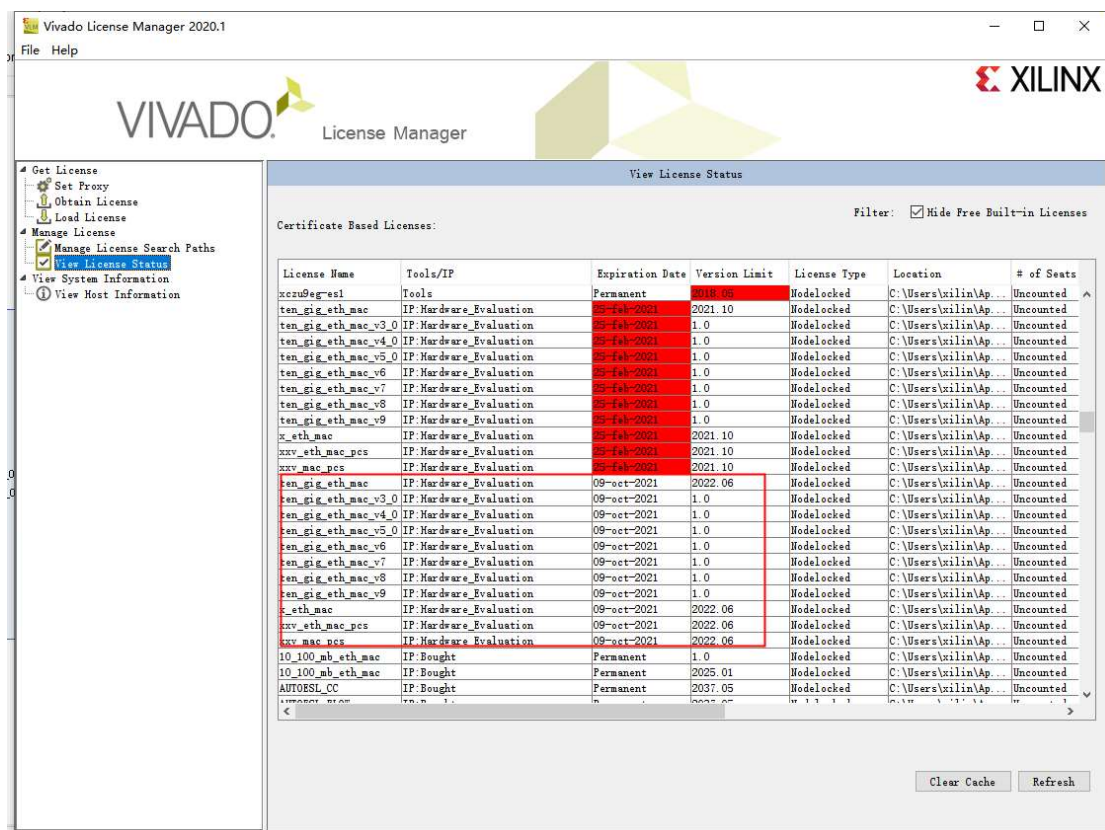 Vivado License Manager 2020.1
File Help
XILINX
VIVADO. License Manager
Get License
Set Proxy
Obtain License
Load License
Manage License
Manage License Search Paths
View License Status
View System Information
View Host Information
View License Status
Filter: Hide Free Built-in Licenses
Certificate Based Licenses:
License Name Tools/IP Expiration Date Version Limit License Type Location # of Seats
xczu9eg-es1 Tools Permanent 2018.05 Nodelocked C:\Users\xilin\Ap... Uncounted
ten_gig_eth_mac IP:Hardware_Evaluation 25-feb-2021 2021.10 Nodelocked C:\Users\xilin\Ap... Uncounted
ten_gig_eth_mac_v3_0 IP:Hardware_Evaluation 25-feb-2021 1.0 Nodelocked C:\Users\xilin\Ap... Uncounted
ten_gig_eth_mac_v4_0 IP:Hardware_Evaluation 25-feb-2021 1.0 Nodelocked C:\Users\xilin\Ap... Uncounted
ten_gig_eth_mac_v5_0 IP:Hardware_Evaluation 25-feb-2021 1.0 Nodelocked C:\Users\xilin\Ap... Uncounted
ten_gig_eth_mac_v6 IP:Hardware_Evaluation 25-feb-2021 1.0 Nodelocked C:\Users\xilin\Ap... Uncounted
ten_gig_eth_mac_v7 IP:Hardware_Evaluation 25-feb-2021 1.0 Nodelocked C:\Users\xilin\Ap... Uncounted
ten_gig_eth_mac_v8 IP:Hardware_Evaluation 25-feb-2021 1.0 Nodelocked C:\Users\xilin\Ap... Uncounted
ten_gig_eth_mac_v9 IP:Hardware_Evaluation 25-feb-2021 1.0 Nodelocked C:\Users\xilin\Ap... Uncounted
x_eth_mac IP:Hardware_Evaluation 25-feb-2021 2021.10 Nodelocked C:\Users\xilin\Ap... Uncounted
xxv_eth_mac_pcs IP:Hardware_Evaluation 25-feb-2021 2021.10 Nodelocked C:\Users\xilin\Ap... Uncounted
xxv_mac_pcs IP:Hardware_Evaluation 25-feb-2021 2021.10 Nodelocked C:\Users\xilin\Ap... Uncounted
ten_gig_eth_mac IP:Hardware_Evaluation 09-oct-2021 2022.06 Nodelocked C:\Users\xilin\Ap... Uncounted
ten_gig_eth_mac_v3_0 IP:Hardware_Evaluation 09-oct-2021 1.0 Nodelocked C:\Users\xilin\Ap... Uncounted
ten_gig_eth_mac_v4_0 IP:Hardware_Evaluation 09-oct-2021 1.0 Nodelocked C:\Users\xilin\Ap... Uncounted
ten_gig_eth_mac_v5_0 IP:Hardware_Evaluation 09-oct-2021 1.0 Nodelocked C:\Users\xilin\Ap... Uncounted
ten_gig_eth_mac_v6 IP:Hardware_Evaluation 09-oct-2021 1.0 Nodelocked C:\Users\xilin\Ap... Uncounted
ten_gig_eth_mac_v7 IP:Hardware_Evaluation 09-oct-2021 1.0 Nodelocked C:\Users\xilin\Ap... Uncounted
ten_gig_eth_mac_v8 IP:Hardware_Evaluation 09-oct-2021 1.0 Nodelocked C:\Users\xilin\Ap... Uncounted
ten_gig_eth_mac_v9 IP:Hardware_Evaluation 09-oct-2021 1.0 Nodelocked C:\Users\xilin\Ap... Uncounted
x_eth_mac IP:Hardware_Evaluation 09-oct-2021 2022.06 Nodelocked C:\Users\xilin\Ap... Uncounted
xxv_eth_mac_pcs IP:Hardware_Evaluation 09-oct-2021 2022.06 Nodelocked C:\Users\xilin\Ap... Uncounted
xxv_mac_pcs IP:Hardware_Evaluation 09-oct-2021 2022.06 Nodelocked C:\Users\xilin\Ap... Uncounted
10_100_mb_eth_mac IP:Bought Permanent 1.0 Nodelocked C:\Users\xilin\Ap... Uncounted
10_100_mb_eth_mac IP:Bought Permanent 2025.01 Nodelocked C:\Users\xilin\Ap... Uncounted
AUTOESL_CC IP:Bought Permanent 2037.05 Nodelocked C:\Users\xilin\Ap... Uncounted
Clear Cache Refresh